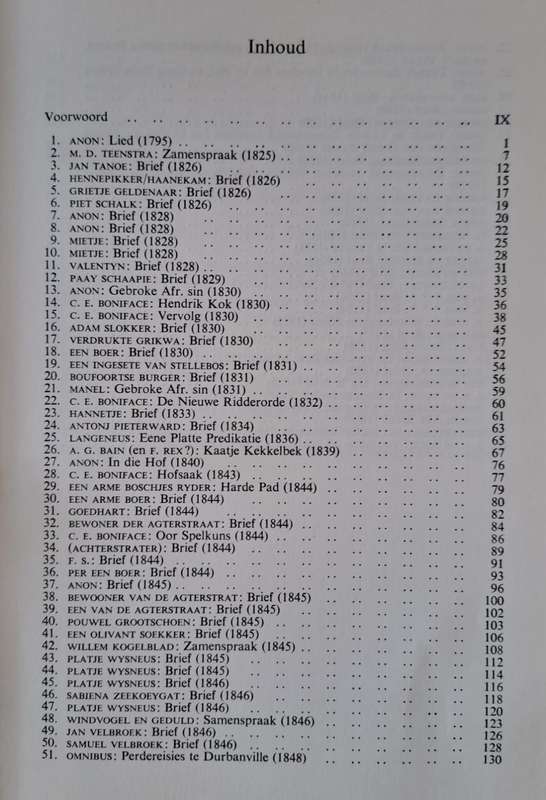 Inhoud
Voorwoord .. .. .. .. .. .. .. .. .. .. .. .. .. .. IX
1. ANON: Lied (1795) .. .. .. .. .. .. .. .. .. .. .. 1
2. M. D. TEENSTRA: Zamenspraak (1825) .. .. .. .. .. .. .. 7
3. JAN TANOE: Brief (1826) .. .. .. .. .. .. .. .. .. 12
4. HENNEPIKKER/HAANEKAM: Brief (1826) .. .. .. .. .. .. .. 15
5. GRIETJE GELDENAAR: Brief (1826) .. .. .. .. .. .. .. 17
6. PIET SCHALK: Brief (1826) .. .. .. .. .. .. .. .. .. 19
7. ANON: Brief (1828) .. .. .. .. .. .. .. .. .. .. 20
8. ANON: Brief (1828) .. .. .. .. .. .. .. .. .. .. 22
9. MIETJE: Brief (1828) .. .. .. .. .. .. .. .. .. .. 25
10. MIETJE: Brief (1828) .. .. .. .. .. .. .. .. .. .. 28
11. VALENTYN: Brief (1828) .. .. .. .. .. .. .. .. .. .. 31
12. PAAY SCHAAPIE: Brief (1829) .. .. .. .. .. .. .. .. 33
13. ANON: Gebroke Afr. sin (1830) .. .. .. .. .. .. .. .. 35
14. C. E. BONIFACE: Hendrik Kok (1830) .. .. .. .. .. .. .. 36
15. C. E. BONIFACE: Vervolg (1830) .. .. .. .. .. .. .. .. 38
16. ADAM SLOKKER: Brief (1830) .. .. .. .. .. .. .. .. 45
17. VERDRUKTE GRIKWA: Brief (1830) .. .. .. .. .. .. .. 47
18. EEN BOER: Brief (1830) .. .. .. .. .. .. .. .. .. .. 52
19. EEN INGESETE VAN STELLEBOS: Brief (1831) .. .. .. .. .. .. 54
20. BOUFOORTSE BURGER: Brief (1831) .. .. .. .. .. .. .. 56
21. MANEL: Gebroke Afr. sin (1831) .. .. .. .. .. .. .. .. 59
22. C. E. BONIFACE: De Nieuwe Ridderorde (1832) .. .. .. .. .. 60
23. HANNETJE: Brief (1833) .. .. .. .. .. .. .. .. .. .. 61
24. ANTONJ PIETERWARD: Brief (1834) .. .. .. .. .. .. .. 63
25. LANGENEUS: Eene Platte Predikatie (1836) .. .. .. .. .. .. 65
26. A. G. BAIN (en F. REX?): Kaatje Kekkelbek (1839) .. .. .. .. 67
27. ANON: In die Hof (1840) .. .. .. .. .. .. .. .. .. 76
28. C. E. BONIFACE: Hofsaak (1843) .. .. .. .. .. .. .. .. 77
29. EEN ARME BOSCHJES RYDER: Harde Pad (1844) .. .. .. .. .. 79
30. EEN ARME BOER: Brief (1844) .. .. .. .. .. .. .. .. 80
31. GOEDHART: Brief (1844) .. .. .. .. .. .. .. .. .. 82
32. BEWONER DER AGTERSTRAAT: Brief (1844) .. .. .. .. .. .. 84
33. C. E. BONIFACE: Oor Spelkuns (1844) .. .. .. .. .. .. .. 86
34. (ACHTERSTRATER): Brief (1844) .. .. .. .. .. .. .. .. 89
35. F. S.: Brief (1844) .. .. .. .. .. .. .. .. .. .. 91
36. PER EEN BOER: Brief (1844) .. .. .. .. .. .. .. .. 93
37. ANON: Brief (1845) .. .. .. .. .. .. .. .. .. .. .. 96
38. BEWOONER VAN DE AGTERSTRAT: Brief (1845) .. .. .. .. .. 100
39. EEN VAN DE AGTERSTRAAT: Brief (1845) .. .. .. .. .. .. 102
40. POUWEL GROOTSCHOEN: Brief (1845) .. .. .. .. .. .. .. 103
41. EEN OLIVANT SOEKKER: Brief (1845) .. .. .. .. .. .. .. 106
42. WILLEM KOGELBLAD: Zamenspraak (1845) .. .. .. .. .. .. 108
43. PLATJE WYSNEUS: Brief (1845) .. .. .. .. .. .. .. .. 112
44. PLATJE WYSNEUS: Brief (1845) .. .. .. .. .. .. .. .. 114
45. PLATJE WYSNEUS: Brief (1846) .. .. .. .. .. .. .. .. 116
46. SABIENA ZEEKOEYGAT: Brief (1846) .. .. .. .. .. .. .. 118
47. PLATJE WYSNEUS: Brief (1846) .. .. .. .. .. .. .. .. 120
48. WINDVOGEL EN GEDULD: Samenspraak (1846) .. .. .. .. .. .. 123
49. JAN VELBROEK: Brief (1846) .. .. .. .. .. .. .. .. .. 126
50. SAMUEL VELBROEK: Brief (1846) .. .. .. .. .. .. .. .. 128
51. OMNIBUS: Perdereisies te Durbanville (1848) .. .. .. .. .. .. 130